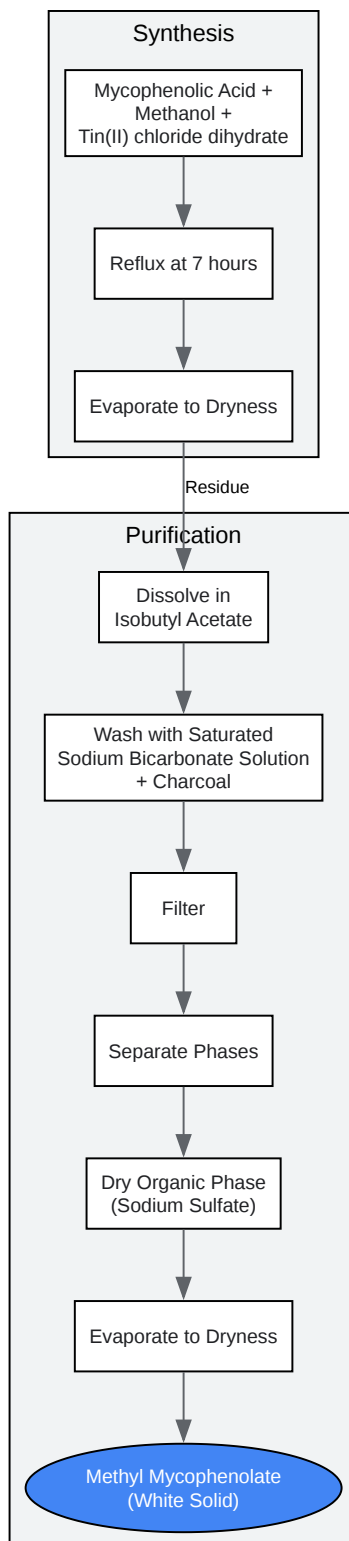 Synthesis
Mycophenolic Acid +
Methanol +
Tin(II) chloride dihydrate
Reflux at 7 hours
Evaporate to Dryness
Residue
Purification
Dissolve in
Isobutyl Acetate
Wash with Saturated
Sodium Bicarbonate Solution
+ Charcoal
Filter
Separate Phases
Dry Organic Phase
(Sodium Sulfate)
Evaporate to Dryness
Methyl Mycophenolate
(White Solid)